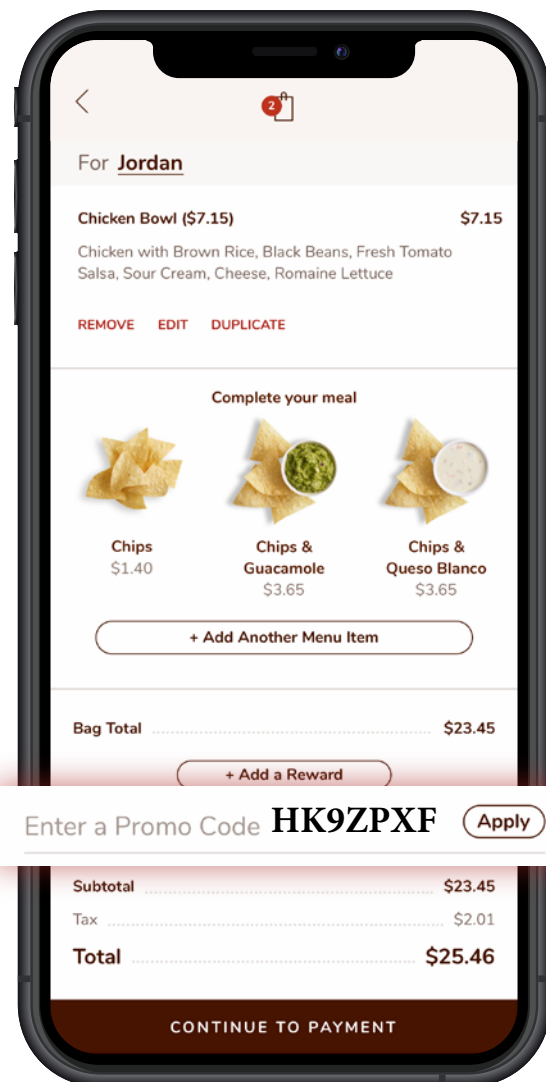 2
For Jordan
Chicken Bowl ($7.15) $7.15
Chicken with Brown Rice, Black Beans, Fresh Tomato
Salsa, Sour Cream, Cheese, Romaine Lettuce
REMOVE EDIT DUPLICATE
Complete your meal
Chips Chips & Chips &
$1.40 Guacamole Queso Blanco
$3.65 $3.65
+ Add Another Menu Item
Bag Total $23.45
+ Add a Reward
Enter a Promo Code HK9ZPXF Apply
Subtotal $23.45
Tax $2.01
Total $25.46
CONTINUE TO PAYMENT